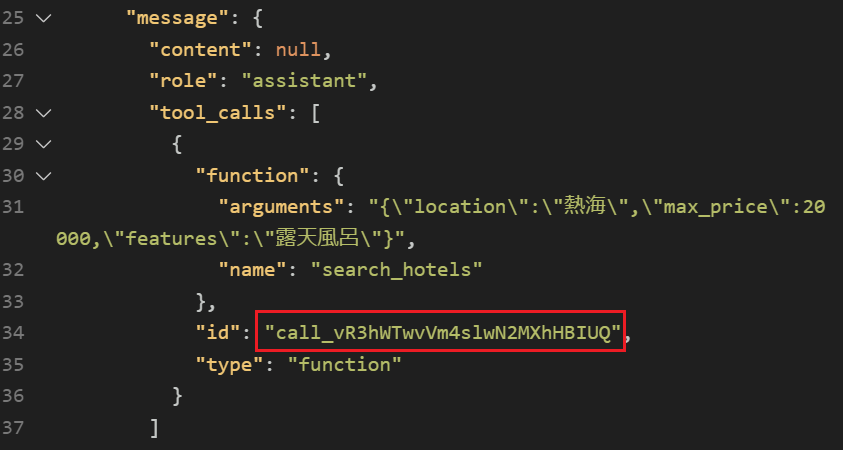 25 "message": {
26 "content": null,
27 "role": "assistant",
28 "tool_calls": [
29 {
30 "function": {
31 "arguments": "{\"location\":\"熱海\",\"max_price\":20
000,\"features\":\"露天風呂\"}",
32 "name": "search_hotels"
33 },
34 "id": "call_vR3hWTwvVm4slwN2MXhHBIUQ",
35 "type": "function"
36 }
37 ]